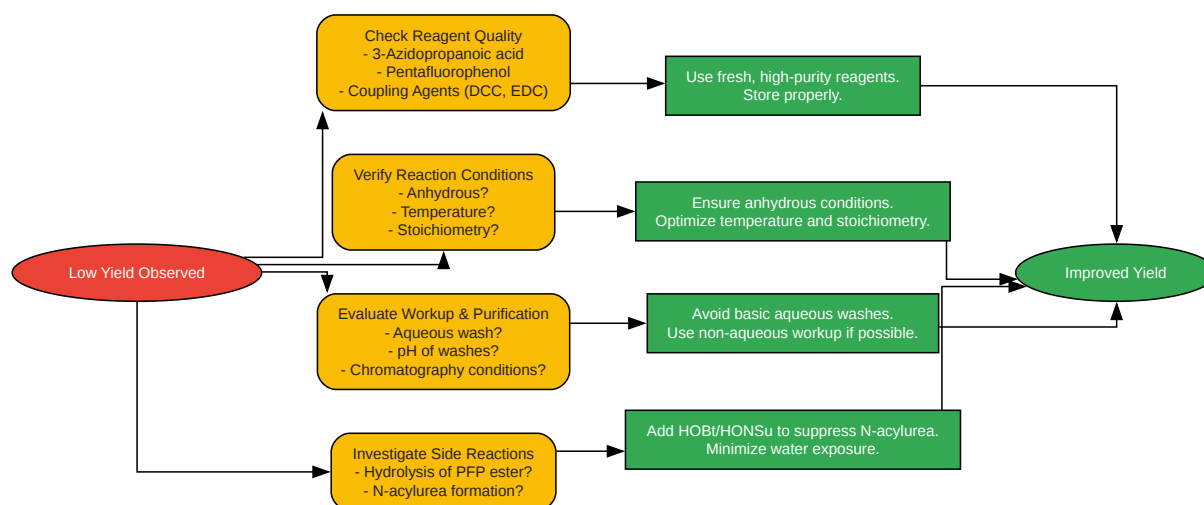 Check Reagent Quality
- 3-Azidopropanoic acid
- Pentafluorophenol
- Coupling Agents (DCC, EDC)
Use fresh, high-purity reagents.
Store properly.
Verify Reaction Conditions
- Anhydrous?
- Temperature?
- Stoichiometry?
Ensure anhydrous conditions.
Optimize temperature and stoichiometry.
Low Yield Observed
Improved Yield
Evaluate Workup & Purification
- Aqueous wash?
- pH of washes?
- Chromatography conditions?
Avoid basic aqueous washes.
Use non-aqueous workup if possible.
Investigate Side Reactions
- Hydrolysis of PFP ester?
- N-acylurea formation?
Add HOBt/HONSu to suppress N-acylurea.
Minimize water exposure.